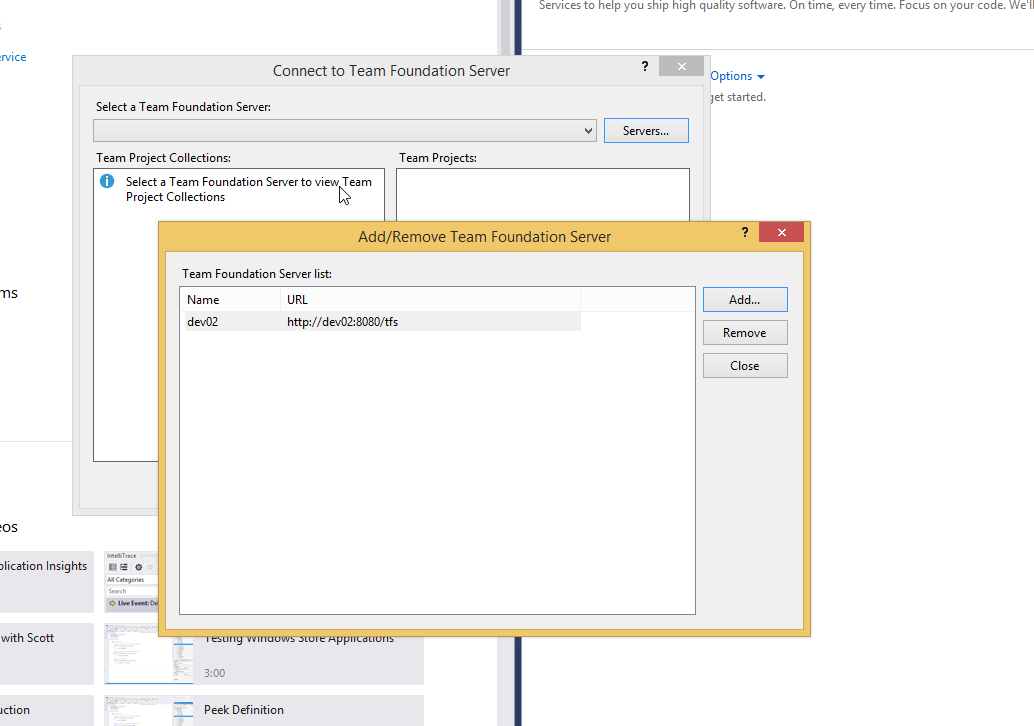 Services to help you ship high quality software. On time, every time. Focus on your code. We'll
ervice
Connect to Team Foundation Server
?
Options
get started.
Select a Team Foundation Server:
Servers...
Team Project Collections:
Team Projects:
Select a Team Foundation Server to view Team
Project Collections
Add/Remove Team Foundation Server
?
Team Foundation Server list:
Name URL
dev02 http://dev02:8080/tfs
Add...
Remove
Close
ms
eos
plication Insights
IntelliTrace
All Categories
Search
Live Event: De
with Scott
Testing Windows Store Applications
3:00
uction
Peek Definition